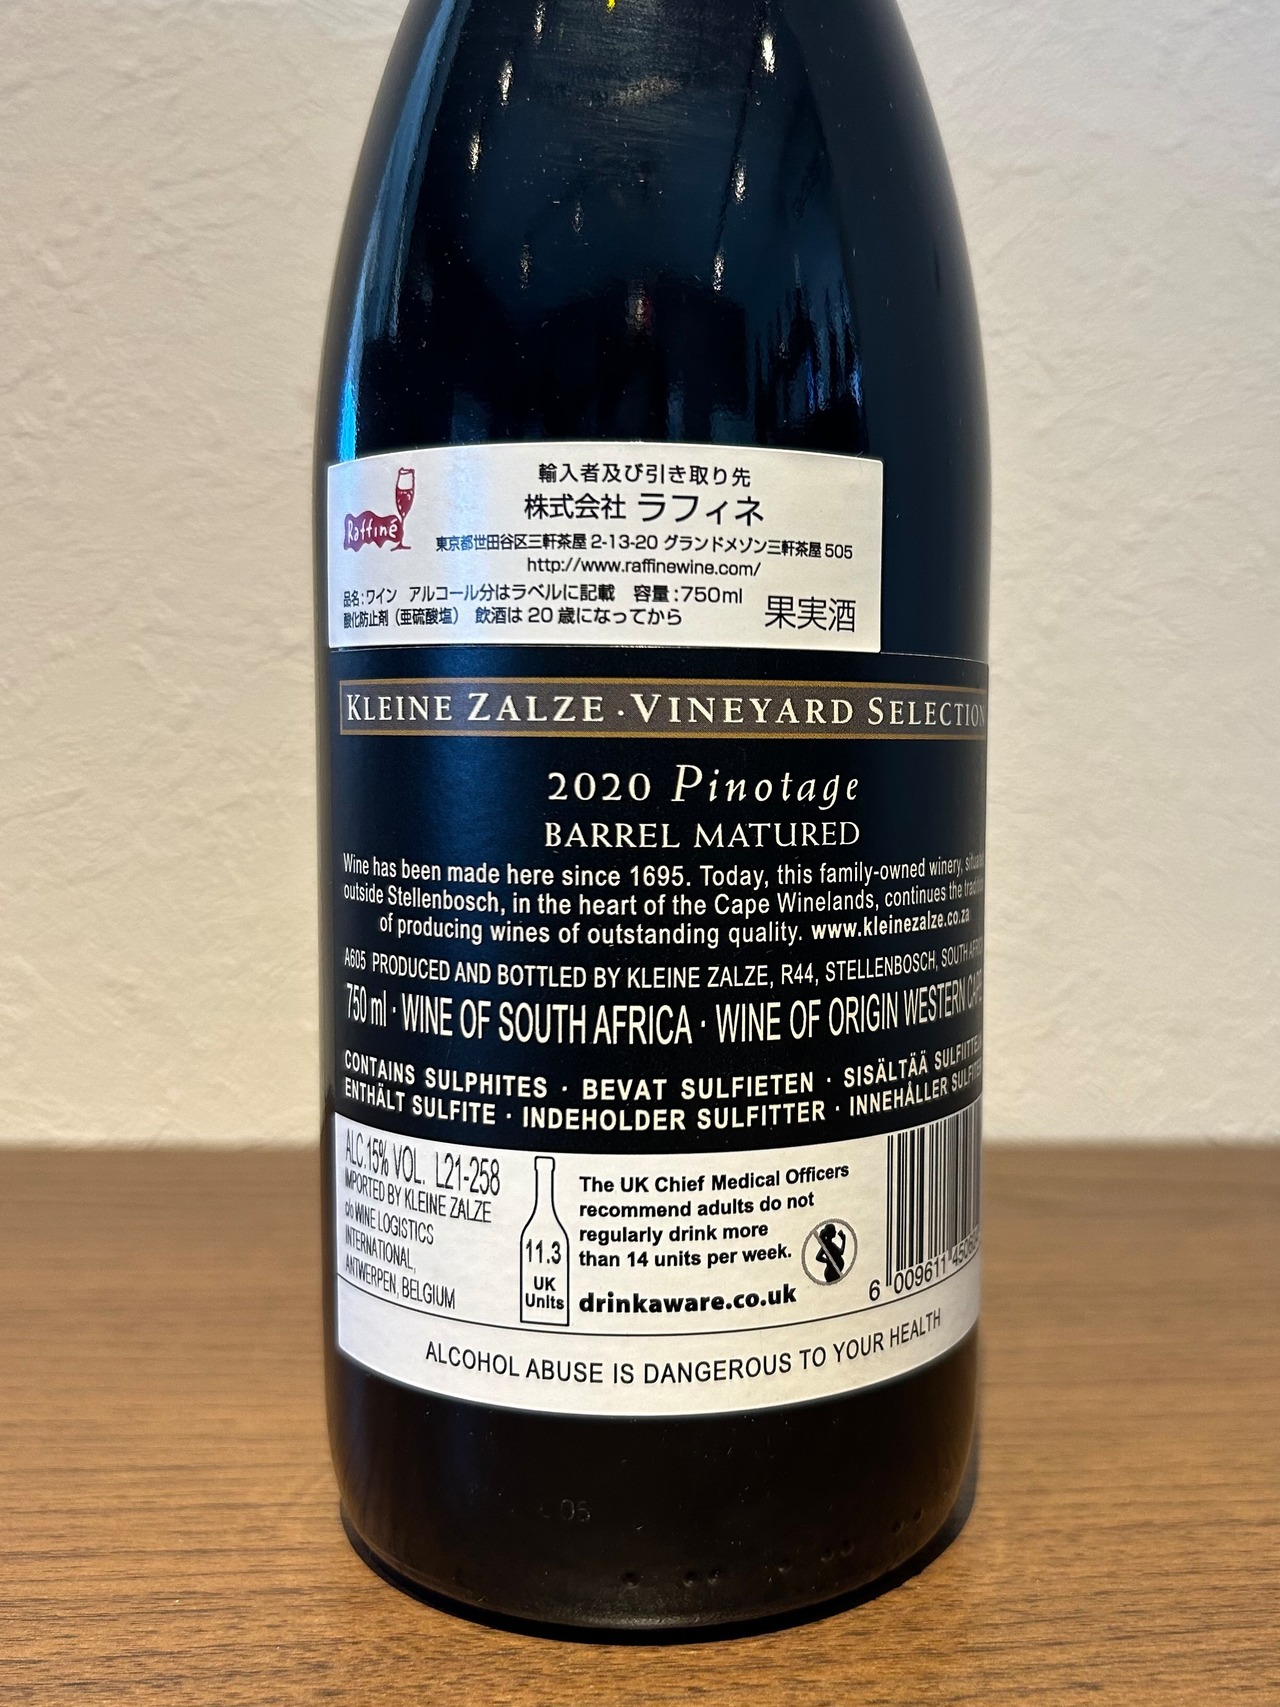 Raffiné
輸入者及び引き取り先
株式会社 ラフィネ
東京都世田谷区三軒茶屋 2-13-20 グランドメゾン三軒茶屋 505
http://www.raffinewine.com/
品名:ワイン アルコール分はラベルに記載 容量:750ml
酸化防止剤（亜硫酸塩） 飲酒は 20 歳になってから
果実酒
KLEINE ZALZE · VINEYARD SELECTION
2020 Pinotage
BARREL MATURED
Wine has been made here since 1695. Today, this family-owned winery,
outside Stellenbosch, in the heart of the Cape Winelands, continues the
of producing wines of outstanding quality. www.kleinezalze.co.za
A605 PRODUCED AND BOTTLED BY KLEINE ZALZE, R44, STELLENBOSCH, SOUTH
750 ml · WINE OF SOUTH AFRICA · WINE OF ORIGIN WESTERN
CONTAINS SULPHITES · BEVAT SULFIETEN · SISÄLTÄÄ
ENTHÄLT SULFITE · INDEHOLDER SULFITTER · INNEHÅLLER
ALC.15% VOL. L21-258
IMPORTED BY KLEINE ZALZE
c/o WINE LOGISTICS
INTERNATIONAL,
ANTWERPEN, BELGIUM
11.3
UK
Units
The UK Chief Medical Officers
recommend adults do not
regularly drink more
than 14 units per week.
drinkaware.co.uk
6 009611
ALCOHOL ABUSE IS DANGEROUS TO YOUR HEALTH
06